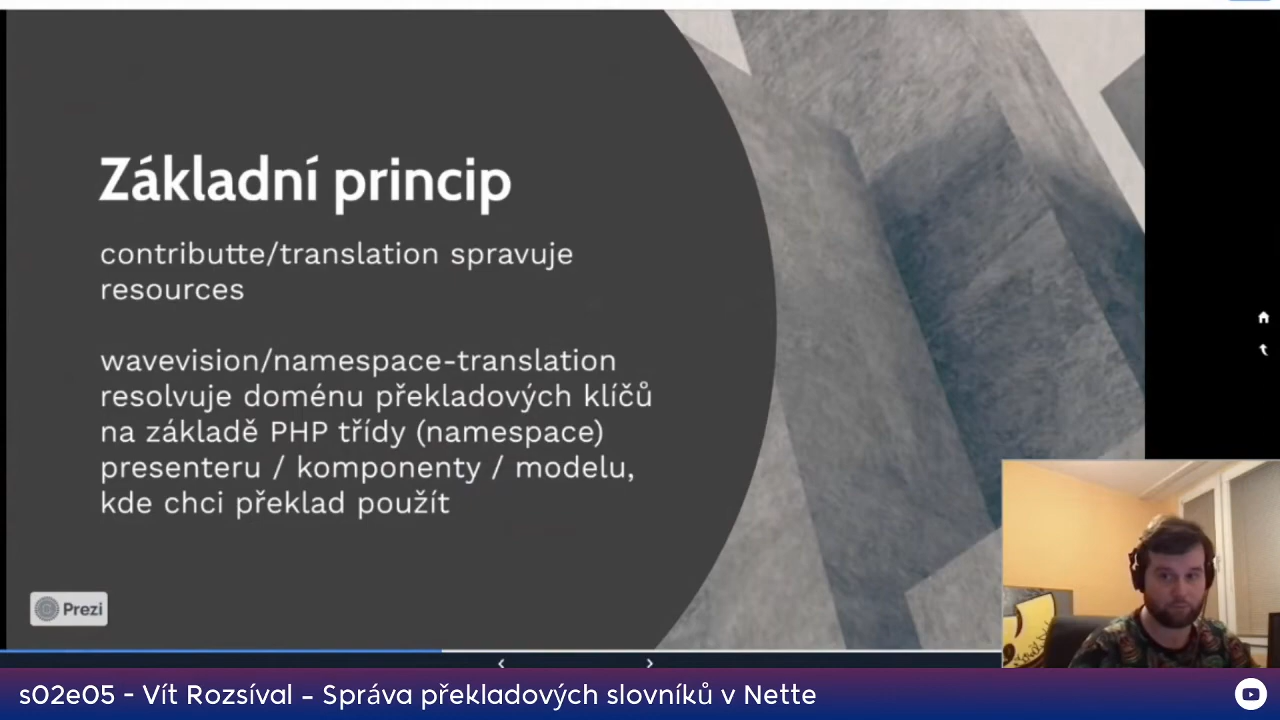 Základní princip
contributte/translation spravuje
resources
wavevision/namespace-translation
resolvuje doménu překladových klíčů
na základě PHP třídy (namespace)
presenteru / komponenty / modelu,
kde chci překlad použít
Prezi
s02e05 - Vít Rozsíval – Správa překladových slovníků v Nette